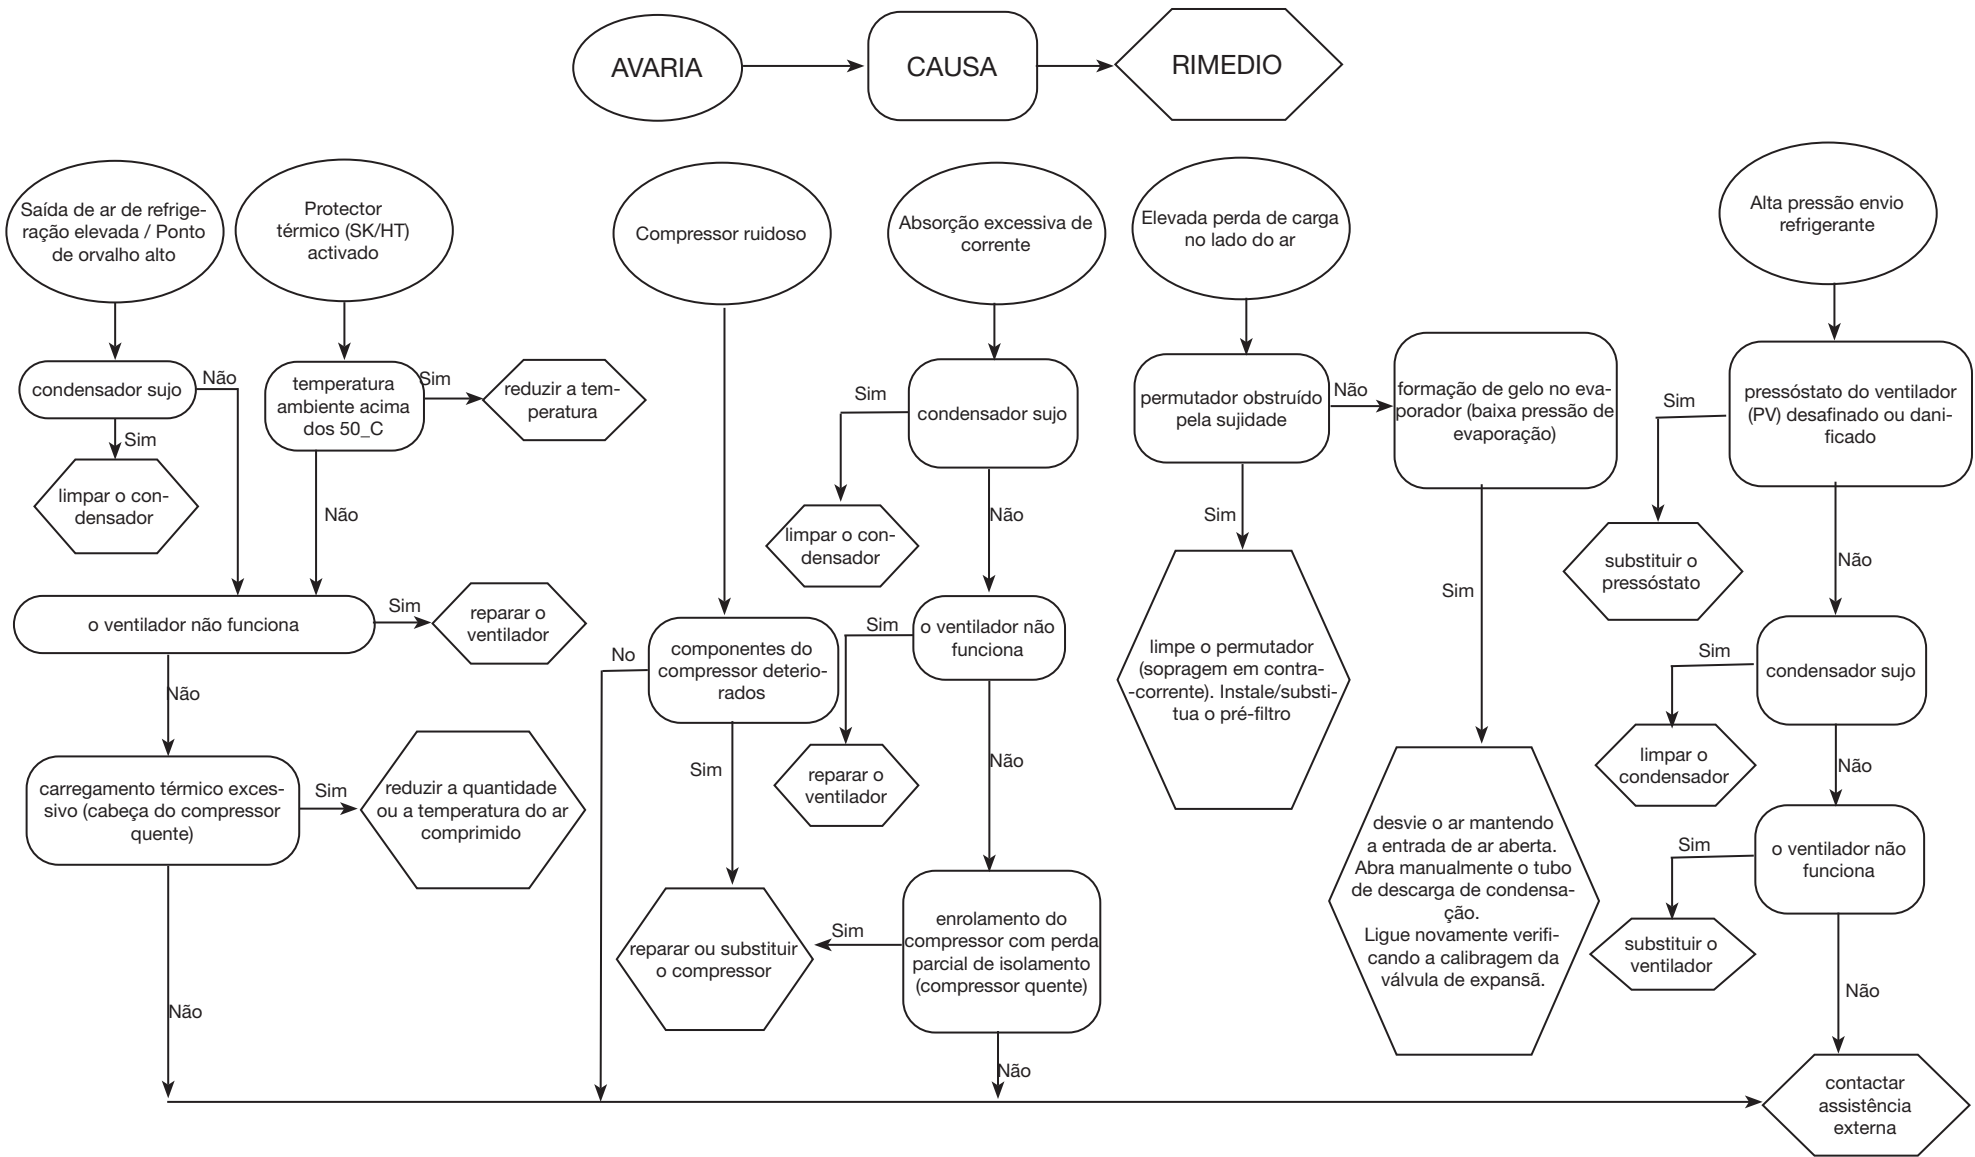 AVARIA
CAUSA
RIMEDIO
Saída de ar de refrige-
ração elevada / Ponto
de orvalho alto
Protector
térmico (SK/HT)
activado
Compressor ruidoso
Absorção excessiva de
corrente
Elevada perda de carga
no lado do ar
Alta pressão envio
refrigerante
condensador sujo
Não
Sim
limpar o con-
densador
temperatura
ambiente acima
dos 50_C
Sim
reduzir a tem-
peratura
Não
o ventilador não funciona
Sim
reparar o
ventilador
Não
carregamento térmico exces-
sivo (cabeça do compressor
quente)
Sim
reduzir a quantidade
ou a temperatura do ar
comprimido
Não
componentes do
compressor deterio-
rados
No
Sim
reparar ou substituir
o compressor
condensador sujo
Sim
limpar o con-
densador
Não
o ventilador não
funciona
Sim
reparar o
ventilador
Não
enrolamento do
compressor com perda
parcial de isolamento
(compressor quente)
Sim
Não
permutador obstruído
pela sujidade
Não
Sim
limpe o permutador
(sopragem em contra-
-corrente). Instale/substi-
tua o pré-filtro
formação de gelo no eva-
porador (baixa pressão de
evaporação)
Sim
desvie o ar mantendo
a entrada de ar aberta.
Abra manualmente o tubo
de descarga de condensa-
ção.
Ligue novamente verifi-
cando a calibragem da
válvula de expansã.
pressóstato do ventilador
(PV) desafinado ou dani-
ficado
Sim
substituir o
pressóstato
Não
condensador sujo
Sim
limpar o
condensador
Não
o ventilador não
funciona
Sim
substituir o
ventilador
Não
contactar
assistência
externa